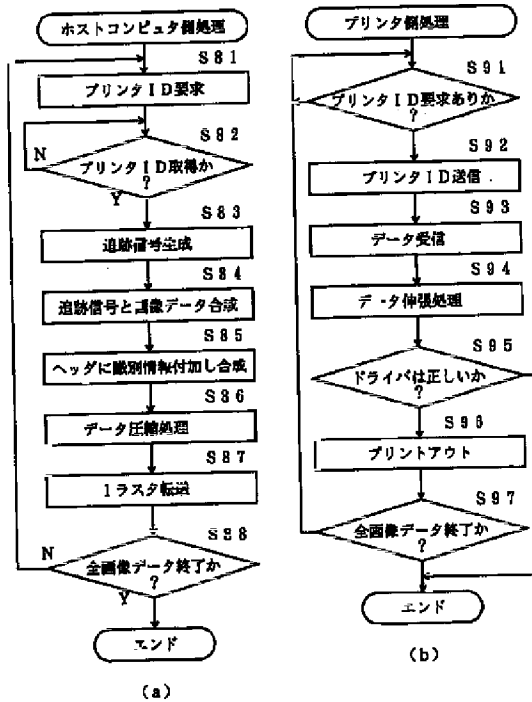 ホストコンピュタ側処理
S81
プリンタID要求
S82
N
プリンタID取得か
?
Y
S83
追跡信号生成
S84
追跡信号と画像データ合成
S85
ヘッダに識別情報付加し合成
S86
データ圧縮処理
S87
1ラスタ転送
S88
N
全画像データ終了か
?
Y
エンド
(a)
プリンタ側処理
S91
プリンタID要求ありか
?
S92
プリンタID送信
S93
データ受信
S94
データ伸張処理
S95
ドライバは正しいか
?
S96
プリントアウト
S97
全画像データ終了か
?
エンド
(b)